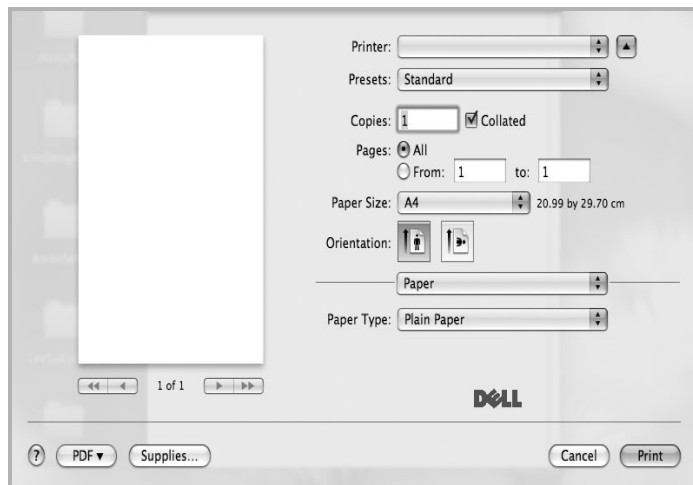 Printer:
Presets: Standard
Copies: 1 Collated
Pages: All
From: 1 to: 1
Paper Size: A4 20.99 by 29.70 cm
Orientation:
Paper
Paper Type: Plain Paper
1 of 1
DELL
? PDF Supplies... Cancel Print